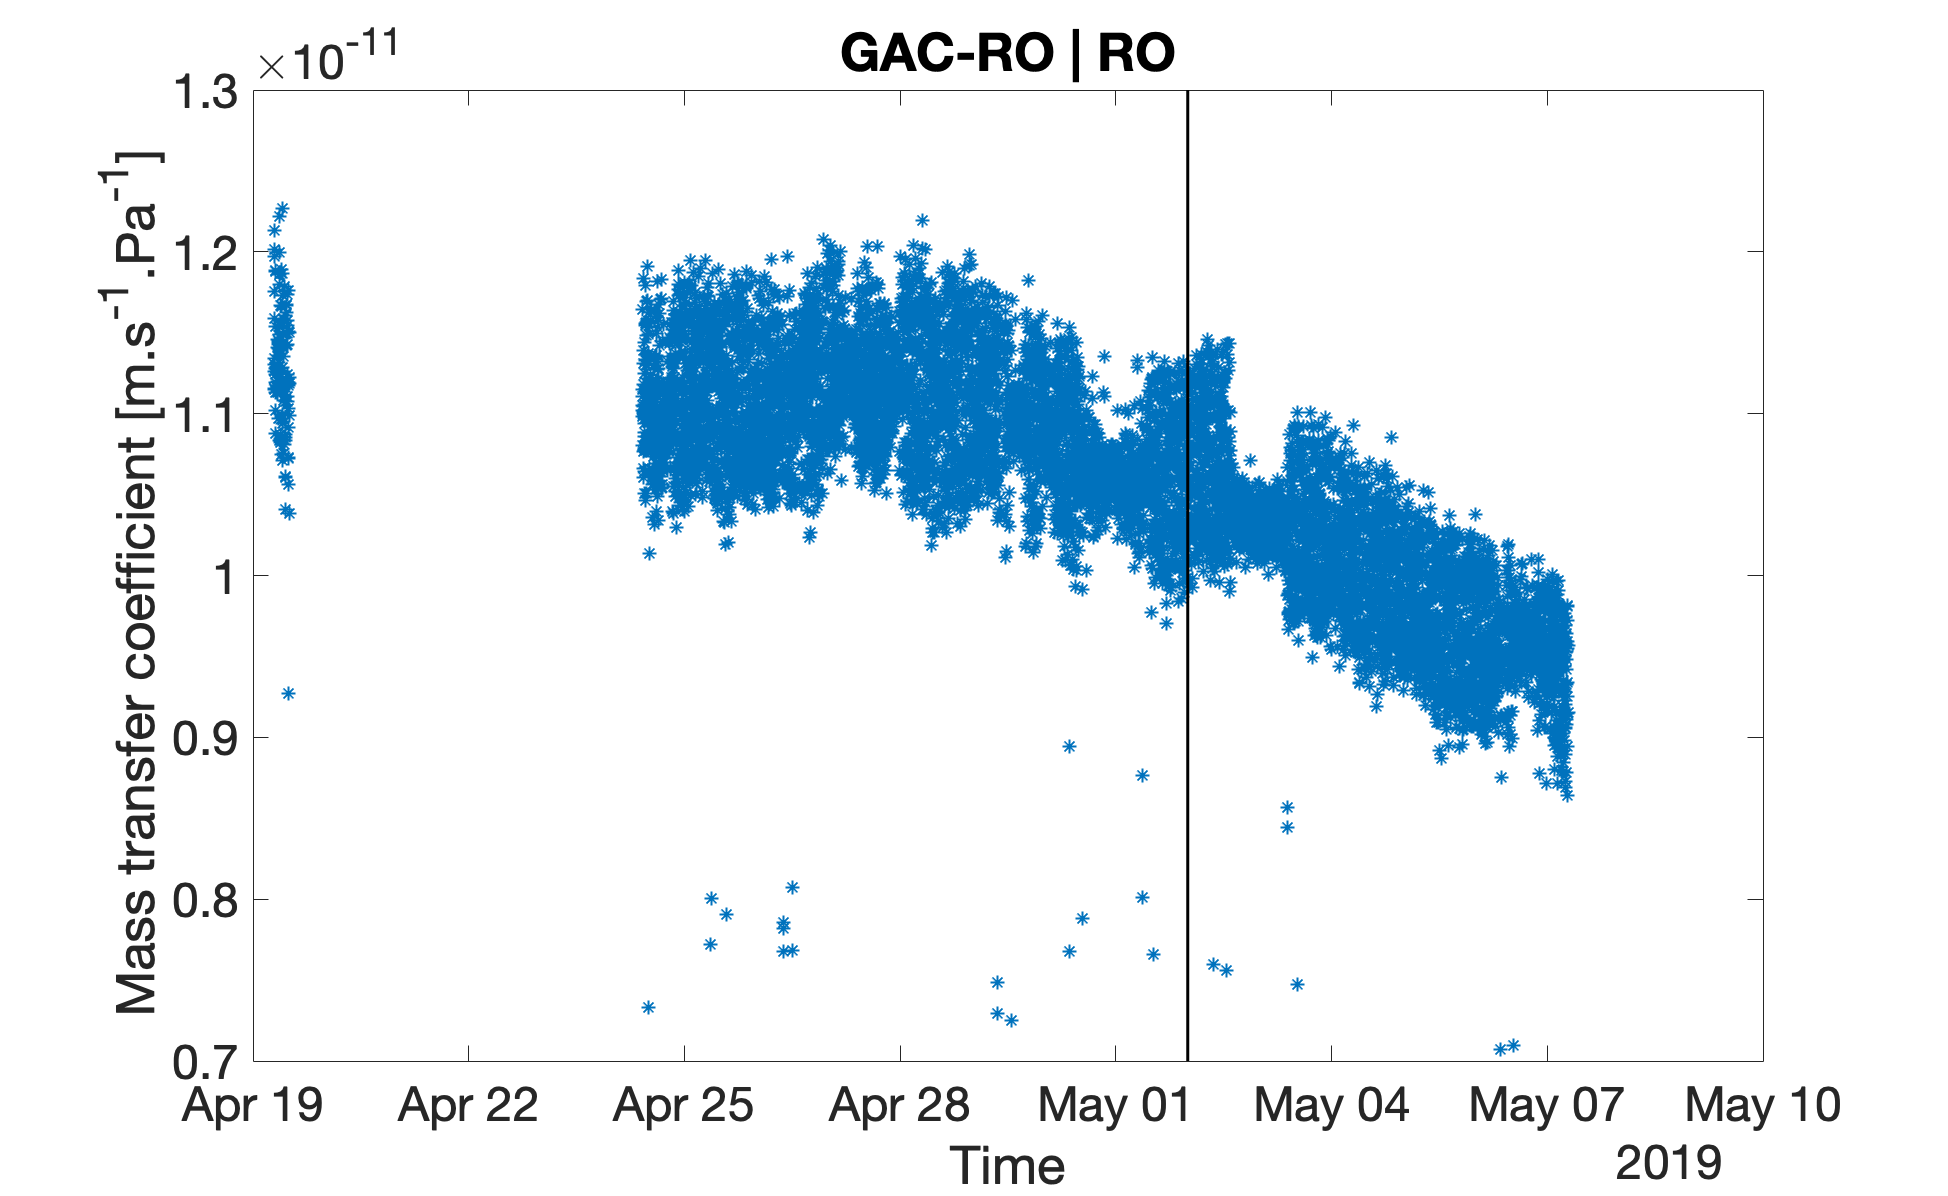 GAC-RO | RO
×10-11
1.3
1.2
1.1
1
0.9
0.8
0.7
Mass transfer coefficient [m.s-1.Pa-1]
Apr 19 Apr 22 Apr 25 Apr 28 May 01 May 04 May 07 May 10
Time
2019